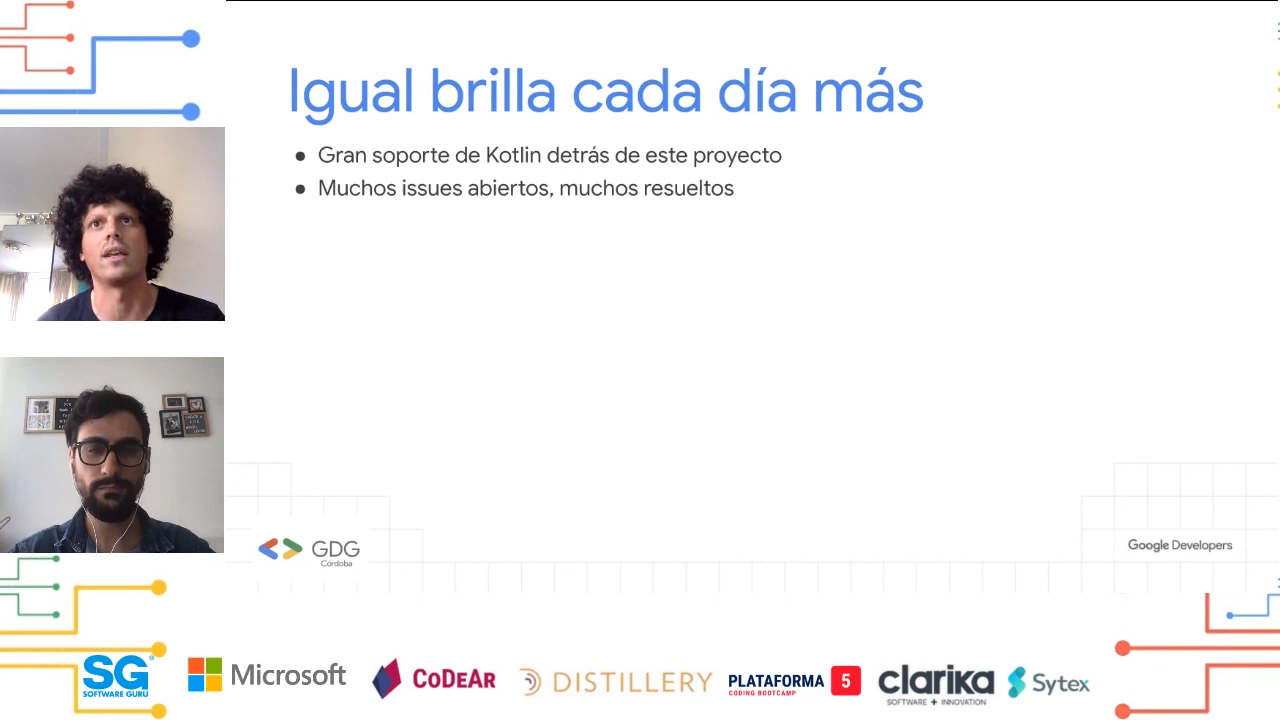 Igual brilla cada día más
● Gran soporte de Kotlin detrás de este proyecto
● Muchos issues abiertos, muchos resueltos
GDG
Córdoba
Google Developers
SG
SOFTWARE GURU
Microsoft
CoDeAr
DISTILLERY
PLATAFORMA 5
CODING BOOTCAMP
clarika
SOFTWARE + INNOVATION
Sytex